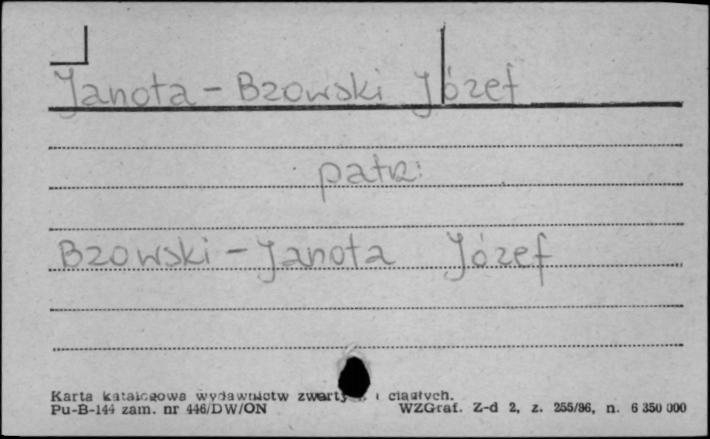 Janota - Bzowski Józef
patrz:
Bzowski - Janota Józef
Karta katalogowa wydawnictw zwartych i ciągłych.
Pu-B-144 zam. nr 446/DW/ON WZGraf. Z-d 2, z. 255/86, n. 6 350 000